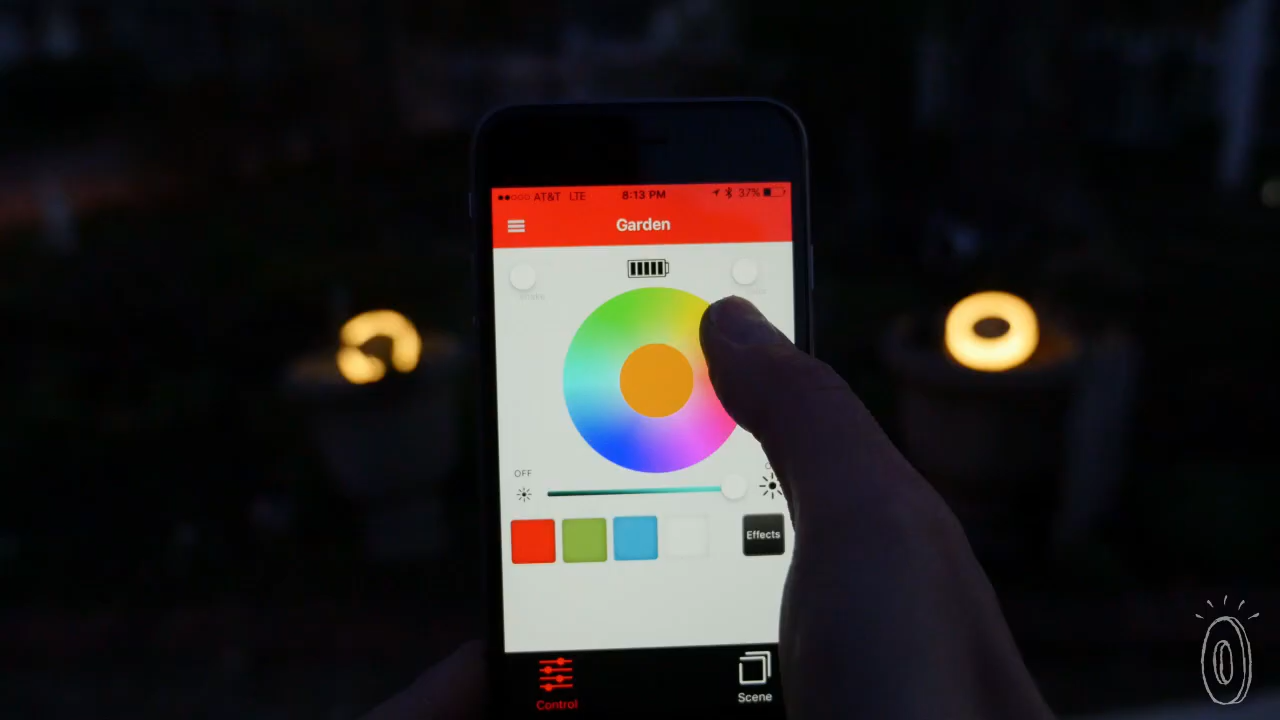 AT&T LTE 8:13 PM 37%
Garden
OFF
Effects
Control Scene